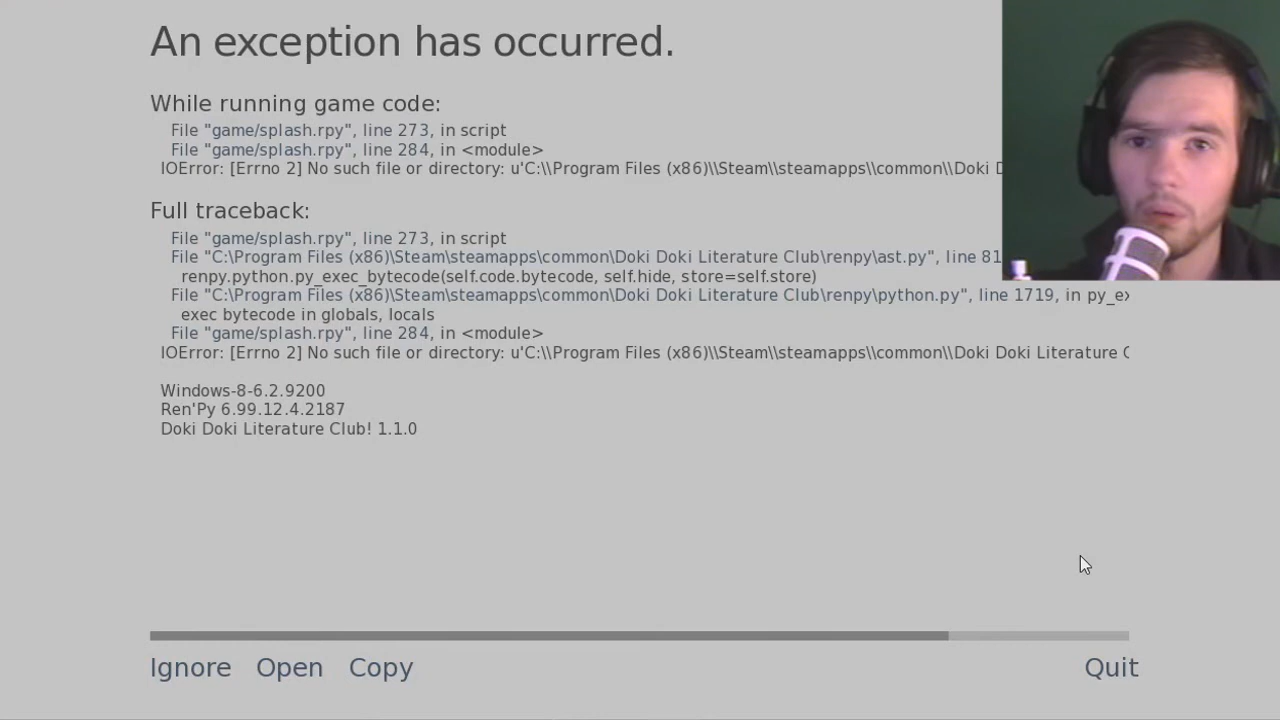 An exception has occurred.
While running game code:
File "game/splash.rpy", line 273, in script
File "game/splash.rpy", line 284, in <module>
IOError: [Errno 2] No such file or directory: u'C:\\Program Files (x86)\\Steam\\steamapps\\common\\Doki
Full traceback:
File "game/splash.rpy", line 273, in script
File "C:\Program Files (x86)\Steam\steamapps\common\Doki Doki Literature Club\renpy\ast.py", line 81
renpy.python.py_exec_bytecode(self.code.bytecode, self.hide, store=self.store)
File "C:\Program Files (x86)\Steam\steamapps\common\Doki Doki Literature Club\renpy\python.py", line 1719, in py_ex
exec bytecode in globals, locals
File "game/splash.rpy", line 284, in <module>
IOError: [Errno 2] No such file or directory: u'C:\\Program Files (x86)\\Steam\\steamapps\\common\\Doki Doki Literature
Windows-8-6.2.9200
Ren'Py 6.99.12.4.2187
Doki Doki Literature Club! 1.1.0
Ignore Open Copy Quit